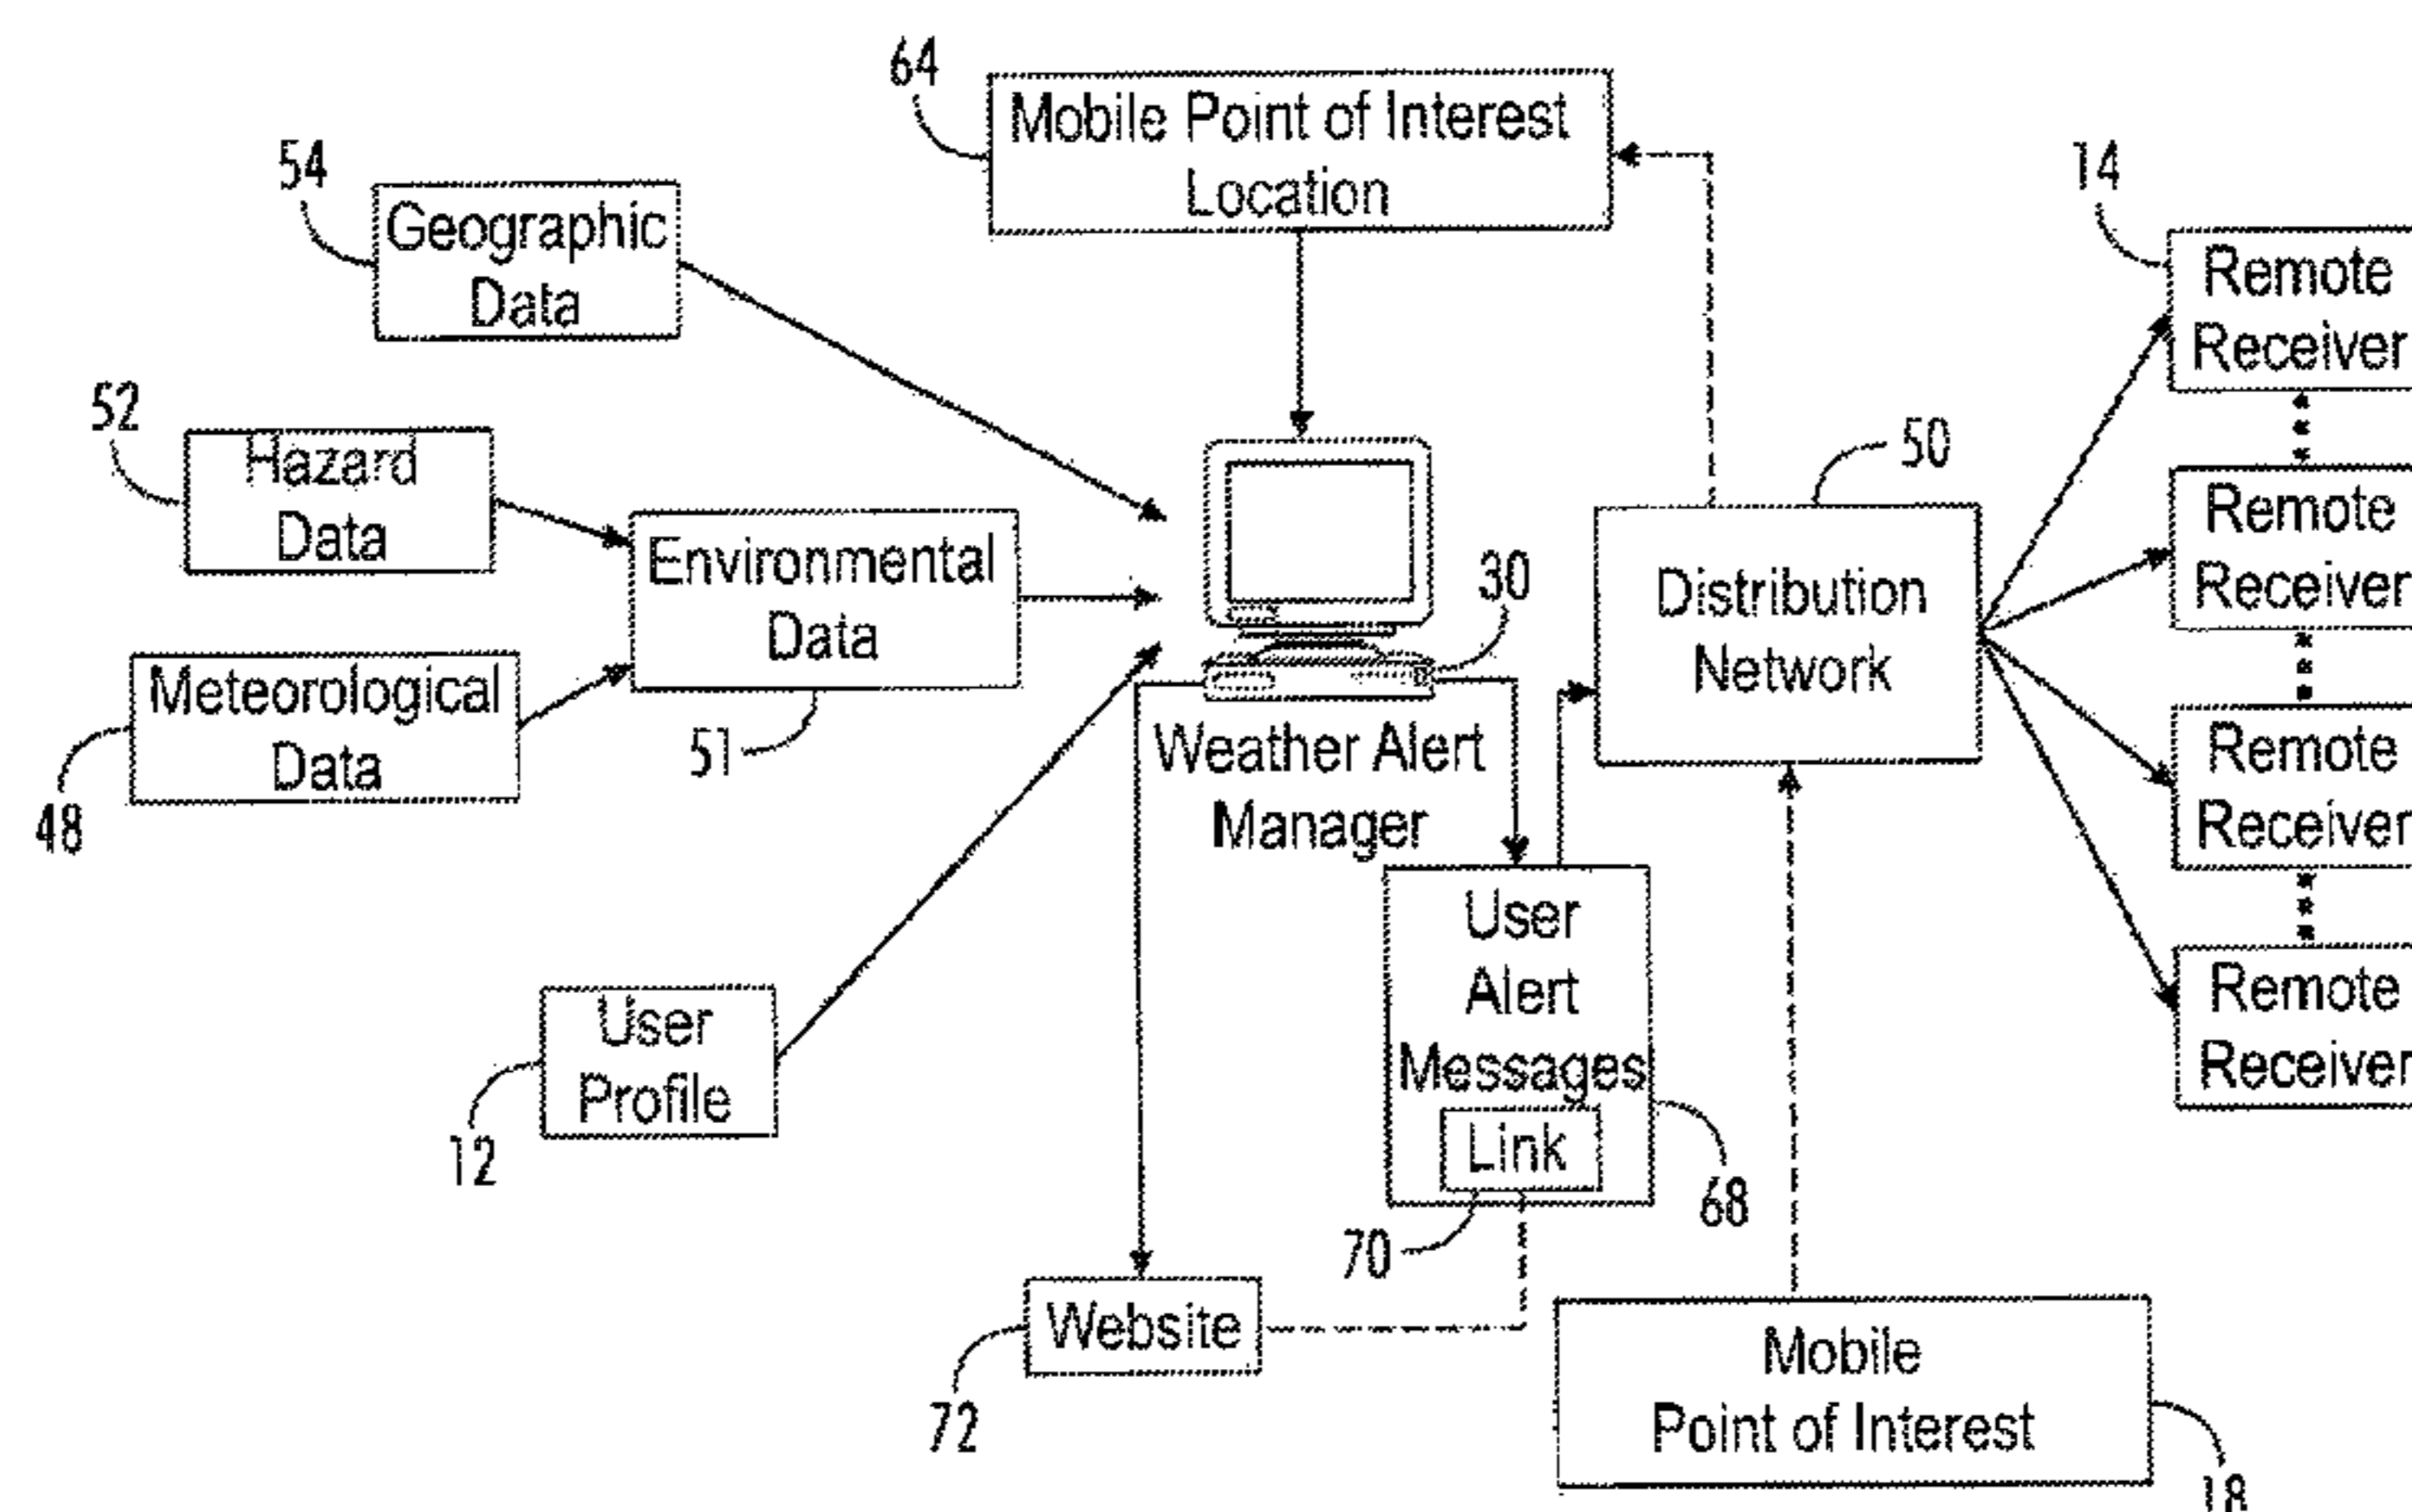 64
Mobile Point of Interest
Location
54
Geographic
Data
14
Remote
Receiver
52
Hazard
Data
50
Remote
Receiver
Environmental
Data
51
30
Distribution
Network
Meteorological
Data
48
Weather Alert
Manager
Remote
Receiver
User
Alert
Messages
Link
68
70
User
Profile
12
Remote
Receiver
Website
72
Mobile
Point of Interest
18